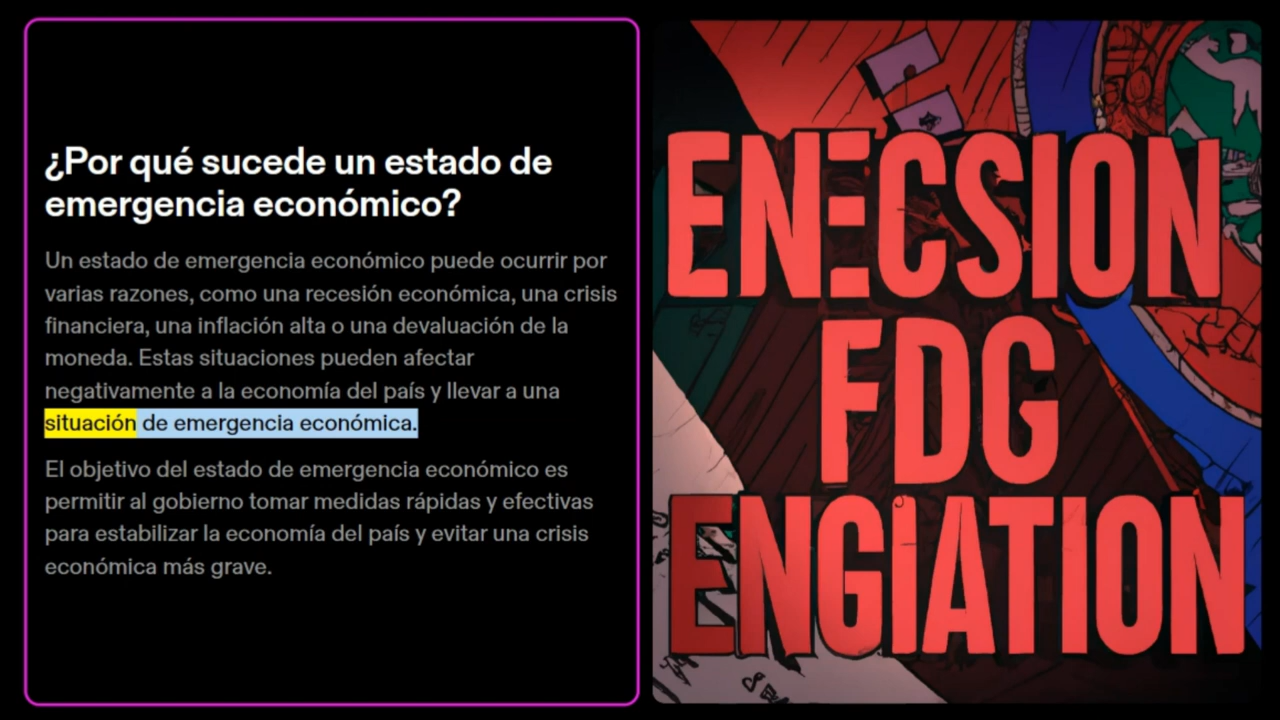 ¿Por qué sucede un estado de
emergencia económico?
Un estado de emergencia económico puede ocurrir por
varias razones, como una recesión económica, una crisis
financiera, una inflación alta o una devaluación de la
moneda. Estas situaciones pueden afectar
negativamente a la economía del país y llevar a una
situación de emergencia económica.
El objetivo del estado de emergencia económico es
permitir al gobierno tomar medidas rápidas y efectivas
para estabilizar la economía del país y evitar una crisis
económica más grave.
ENECSION
FDG
ENGIATION